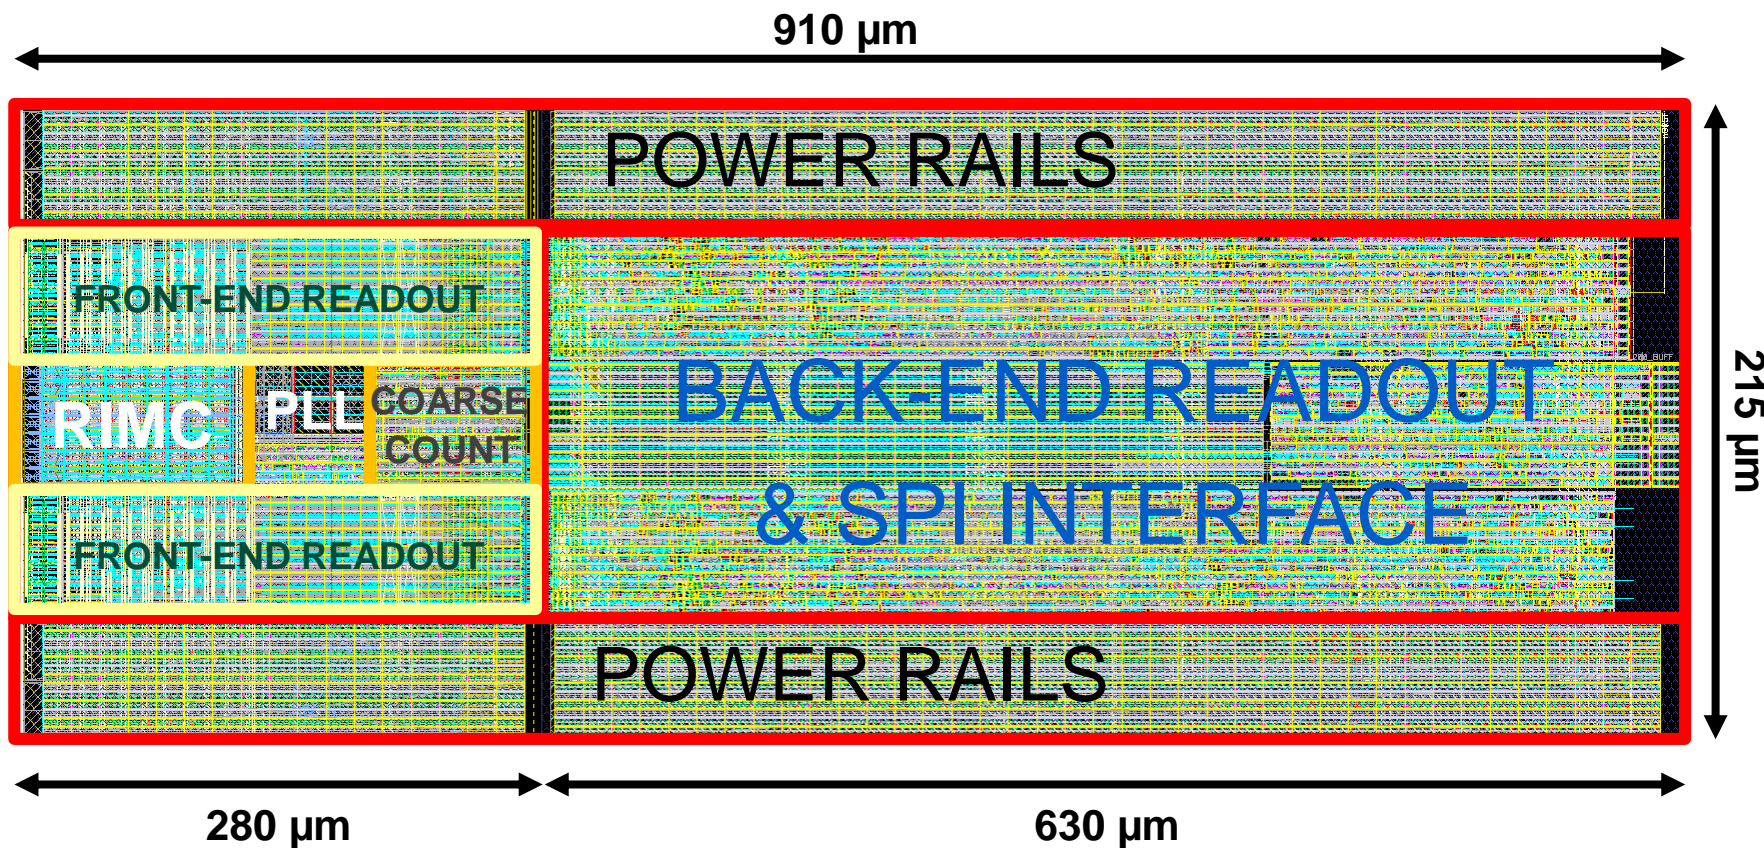 910 µm
POWER RAILS
FRONT-END READOUT
RIMC
PLL
COARSE
COUNT
BACK-END READOUT
& SPI INTERFACE
215 µm
FRONT-END READOUT
POWER RAILS
280 µm
630 µm